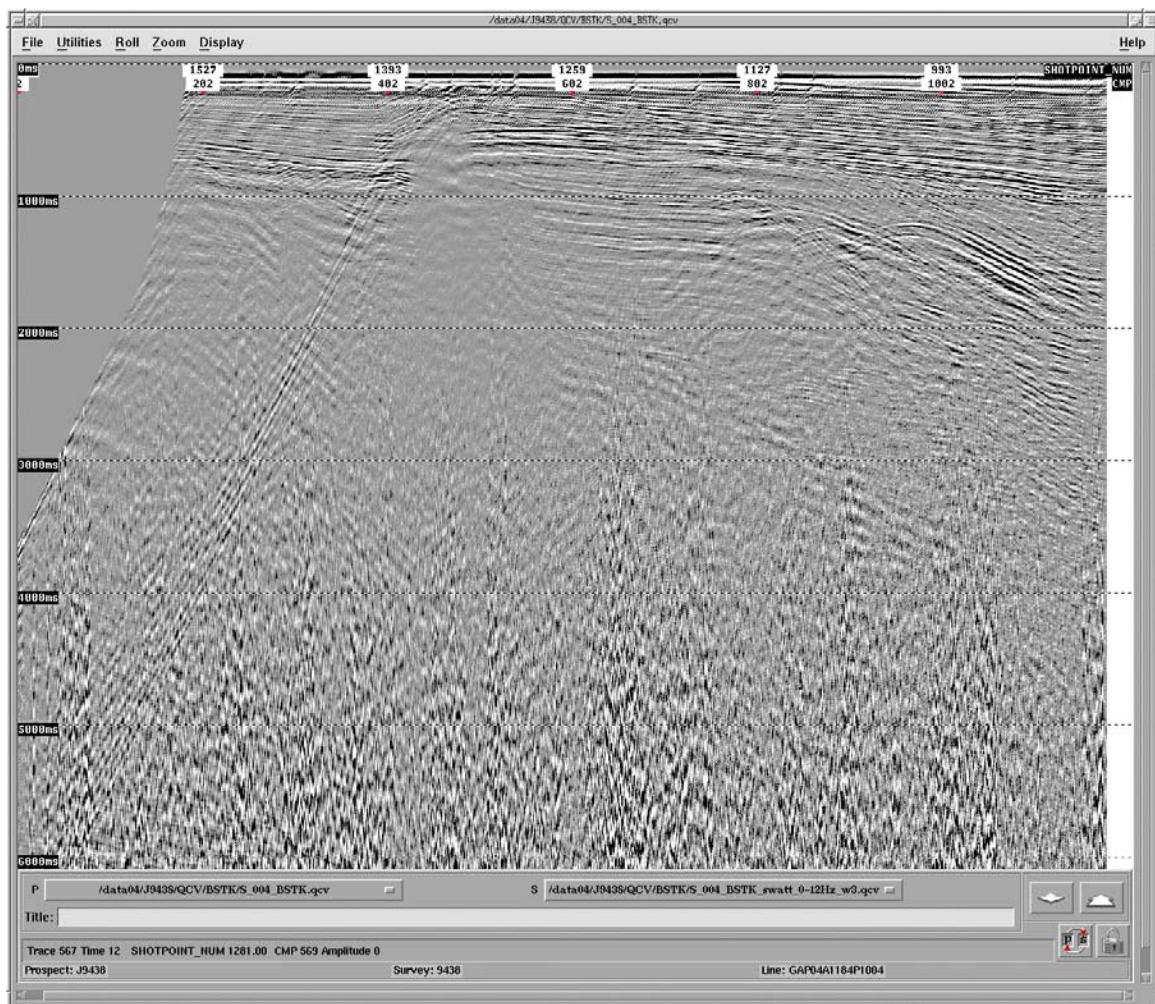 /data04/J9438/QCV/BSTK/S_004_BSTK.qcv
File Utilities Roll Zoom Display Help
0ms 1527 1393 1259 1127 993 SHOTPOINT_NUM
2 202 402 602 802 1002 CMP
1000ms
2000ms
3000ms
4000ms
5000ms
6000ms
P /data04/J9438/QCV/BSTK/S_004_BSTK.qcv S /data04/J9438/QCV/BSTK/S_004_BSTK_swatt_0-12Hz_w3.qcv
Title:
p s
Trace 567 Time 12 SHOTPOINT_NUM 1281.00 CMP 569 Amplitude 0
Prospect: J9438 Survey: 9438 Line: GAP04A1184P1004